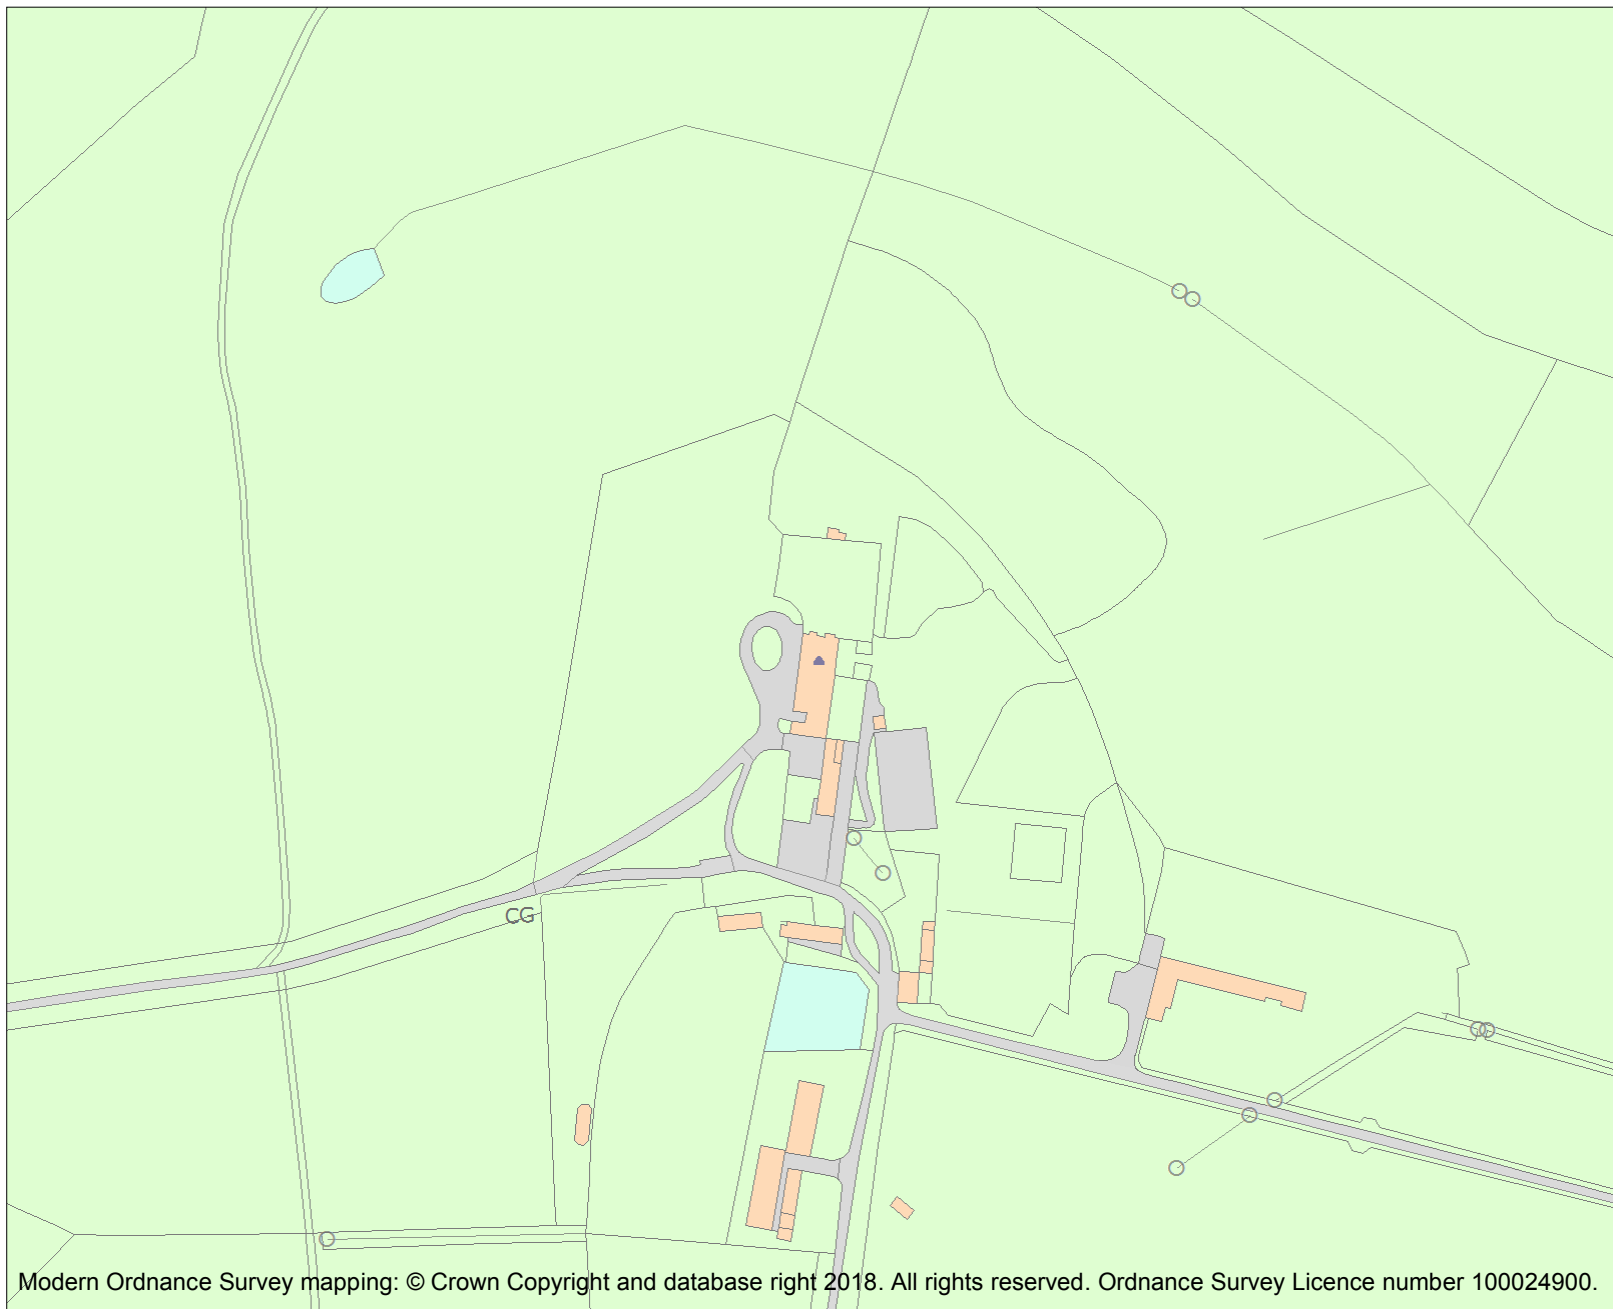 CG
Modern Ordnance Survey mapping: © Crown Copyright and database right 2018. All rights reserved. Ordnance Survey Licence number 100024900.